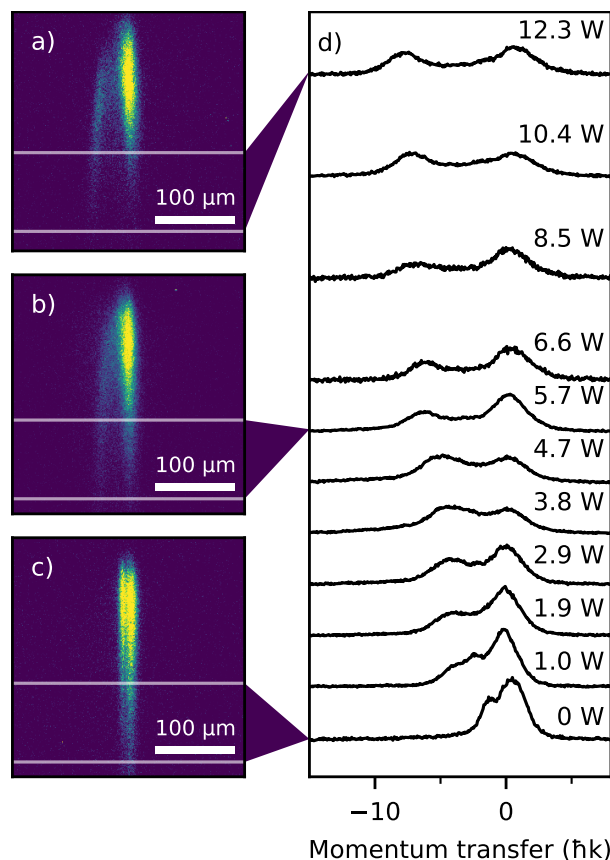 a)
100 μm
b)
100 μm
c)
100 μm
d)
12.3 W
10.4 W
8.5 W
6.6 W
5.7 W
4.7 W
3.8 W
2.9 W
1.9 W
1.0 W
0 W
−10 0
Momentum transfer (ħk)